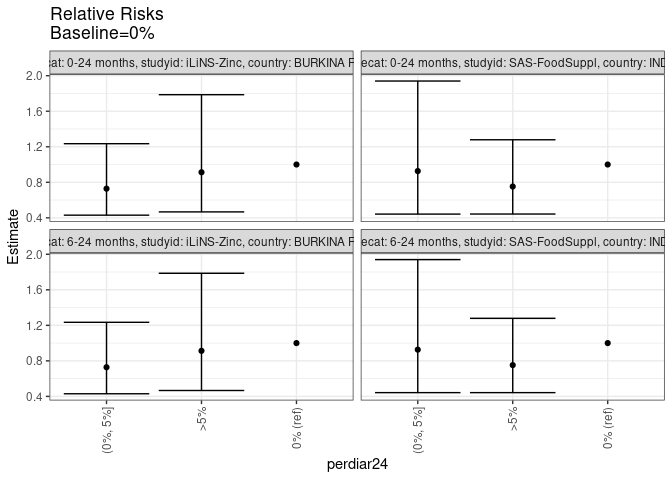 Relative Risks
Baseline=0%
cat: 0-24 months, studyid: iLiNS-Zinc, country: BURKINA F
ecat: 0-24 months, studyid: SAS-FoodSuppl, country: IND
2.0
1.6
1.2
0.8
0.4
Estimate
cat: 6-24 months, studyid: iLiNS-Zinc, country: BURKINA F
ecat: 6-24 months, studyid: SAS-FoodSuppl, country: IND
2.0
1.6
1.2
0.8
0.4
(0%, 5%]
>5%
0% (ref)
(0%, 5%]
>5%
0% (ref)
perdiar24